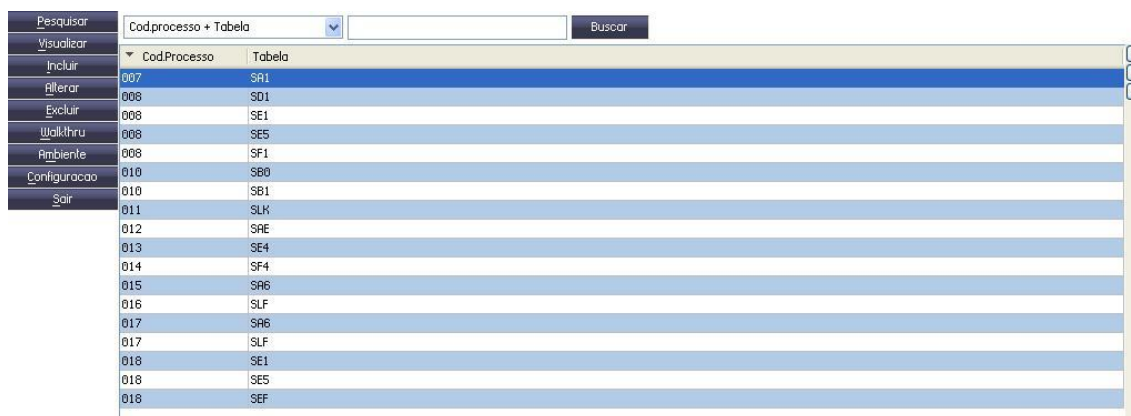 Pesquisar
Visualizar
Incluir
Alterar
Excluir
Walkthru
Ambiente
Configuracao
Sair
Cod.processo + Tabela Buscar
Cod.Processo Tabela
007 SA1
008 SD1
008 SE1
008 SE5
008 SF1
010 SB0
010 SB1
011 SLK
012 SAE
013 SE4
014 SF4
015 SA6
016 SLF
017 SA6
017 SLF
018 SE1
018 SE5
018 SEF